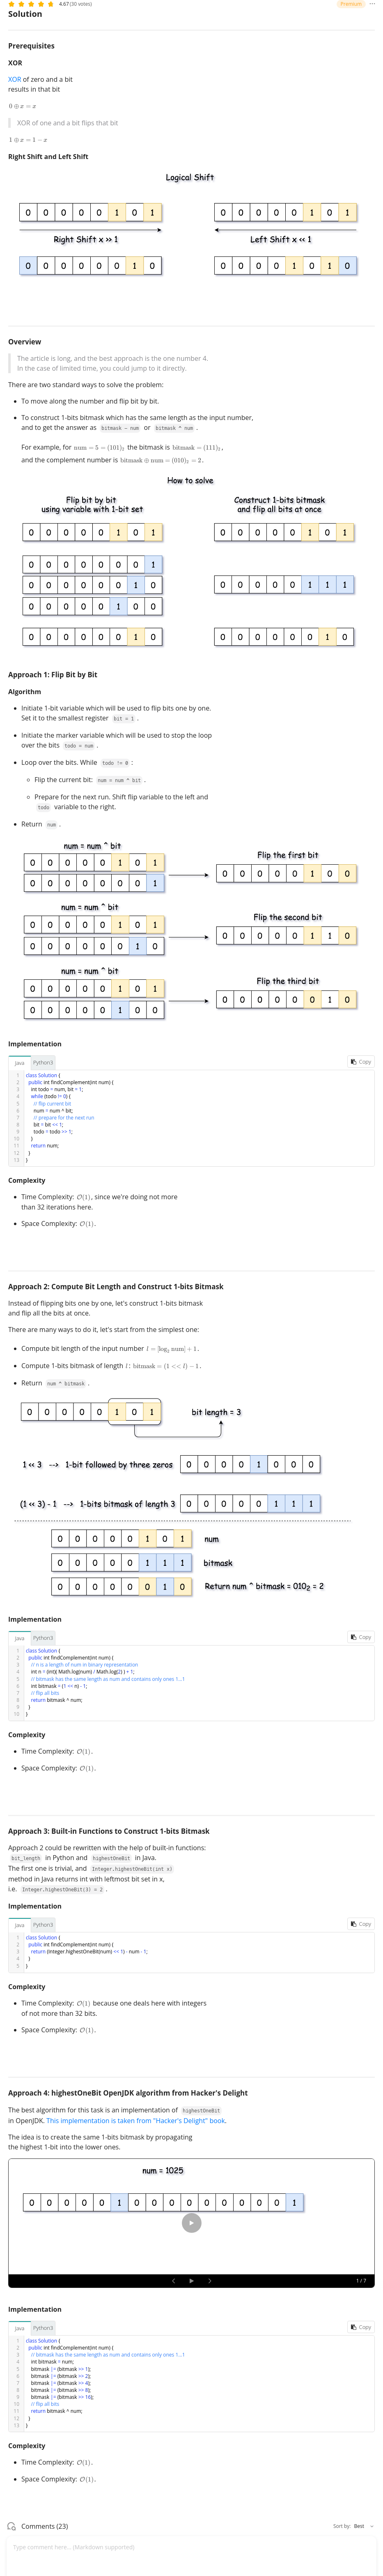 4.67 (30 votes)
Premium
Solution
Prerequisites
XOR
XOR of zero and a bit
results in that bit
0 ⊕ x = x
XOR of one and a bit flips that bit
1 ⊕ x = 1 − x
Right Shift and Left Shift
Logical Shift
0 0 0 0 0 1 0 1
0 0 0 0 0 1 0 1
Right Shift x >> 1
Left Shift x << 1
0 0 0 0 0 0 1 0
0 0 0 0 1 0 1 0
Overview
The article is long, and the best approach is the one number 4.
In the case of limited time, you could jump to it directly.
There are two standard ways to solve the problem:
To move along the number and flip bit by bit.
To construct 1-bits bitmask which has the same length as the input number,
and to get the answer as bitmask - num or bitmask ^ num .
For example, for num = 5 = (101)₂ the bitmask is bitmask = (111)₂,
and the complement number is bitmask ⊕ num = (010)₂ = 2.
How to solve
Flip bit by bit
using variable with 1-bit set
Construct 1-bits bitmask
and flip all bits at once
0 0 0 0 0 1 0 1
0 0 0 0 0 1 0 1
0 0 0 0 0 0 0 1
0 0 0 0 0 0 1 0
0 0 0 0 0 1 1 1
0 0 0 0 0 1 0 0
0 0 0 0 0 0 1 0
0 0 0 0 0 0 1 0
Approach 1: Flip Bit by Bit
Algorithm
Initiate 1-bit variable which will be used to flip bits one by one.
Set it to the smallest register bit = 1 .
Initiate the marker variable which will be used to stop the loop
over the bits todo = num .
Loop over the bits. While todo != 0 :
Flip the current bit: num = num ^ bit .
Prepare for the next run. Shift flip variable to the left and
todo variable to the right.
Return num .
num = num ^ bit
Flip the first bit
0 0 0 0 0 1 0 1
0 0 0 0 0 1 0 0
0 0 0 0 0 0 0 1
num = num ^ bit
Flip the second bit
0 0 0 0 0 1 0 1
0 0 0 0 0 1 1 0
0 0 0 0 0 0 1 0
num = num ^ bit
Flip the third bit
0 0 0 0 0 1 0 1
0 0 0 0 0 0 1 0
0 0 0 0 0 1 0 0
Implementation
Java Python3 Copy
1 class Solution {
2 public int findComplement(int num) {
3 int todo = num, bit = 1;
4 while (todo != 0) {
5 // flip current bit
6 num = num ^ bit;
7 // prepare for the next run
8 bit = bit << 1;
9 todo = todo >> 1;
10 }
11 return num;
12 }
13 }
Complexity
Time Complexity: O(1), since we're doing not more
than 32 iterations here.
Space Complexity: O(1).
Approach 2: Compute Bit Length and Construct 1-bits Bitmask
Instead of flipping bits one by one, let's construct 1-bits bitmask
and flip all the bits at once.
There are many ways to do it, let's start from the simplest one:
Compute bit length of the input number l = [log₂ num] + 1.
Compute 1-bits bitmask of length l: bitmask = (1 << l) − 1.
Return num ^ bitmask .
0 0 0 0 0 1 0 1
bit length = 3
1 << 3 --> 1-bit followed by three zeros 0 0 0 0 1 0 0 0
(1 << 3) - 1 --> 1-bits bitmask of length 3 0 0 0 0 0 1 1 1
0 0 0 0 0 1 0 1 num
0 0 0 0 0 1 1 1 bitmask
0 0 0 0 0 0 1 0 Return num ^ bitmask = 010₂ = 2
Implementation
Java Python3 Copy
1 class Solution {
2 public int findComplement(int num) {
3 // n is a length of num in binary representation
4 int n = (int)( Math.log(num) / Math.log(2) ) + 1;
5 // bitmask has the same length as num and contains only ones 1...1
6 int bitmask = (1 << n) - 1;
7 // flip all bits
8 return bitmask ^ num;
9 }
10 }
Complexity
Time Complexity: O(1).
Space Complexity: O(1).
Approach 3: Built-in Functions to Construct 1-bits Bitmask
Approach 2 could be rewritten with the help of built-in functions:
bit_length in Python and highestOneBit in Java.
The first one is trivial, and Integer.highestOneBit(int x)
method in Java returns int with leftmost bit set in x,
i.e. Integer.highestOneBit(3) = 2 .
Implementation
Java Python3 Copy
1 class Solution {
2 public int findComplement(int num) {
3 return (Integer.highestOneBit(num) << 1) - num - 1;
4 }
5 }
Complexity
Time Complexity: O(1) because one deals here with integers
of not more than 32 bits.
Space Complexity: O(1).
Approach 4: highestOneBit OpenJDK algorithm from Hacker's Delight
The best algorithm for this task is an implementation of highestOneBit
in OpenJDK. This implementation is taken from "Hacker's Delight" book.
The idea is to create the same 1-bits bitmask by propagating
the highest 1-bit into the lower ones.
num = 1025
0 0 0 0 0 1 0 0 0 0 0 0 0 0 0 1
1 / 7
Implementation
Java Python3 Copy
1 class Solution {
2 public int findComplement(int num) {
3 // bitmask has the same length as num and contains only ones 1...1
4 int bitmask = num;
5 bitmask |= (bitmask >> 1);
6 bitmask |= (bitmask >> 2);
7 bitmask |= (bitmask >> 4);
8 bitmask |= (bitmask >> 8);
9 bitmask |= (bitmask >> 16);
10 // flip all bits
11 return bitmask ^ num;
12 }
13 }
Complexity
Time Complexity: O(1).
Space Complexity: O(1).
Comments (23)
Sort by: Best
Type comment here... (Markdown supported)